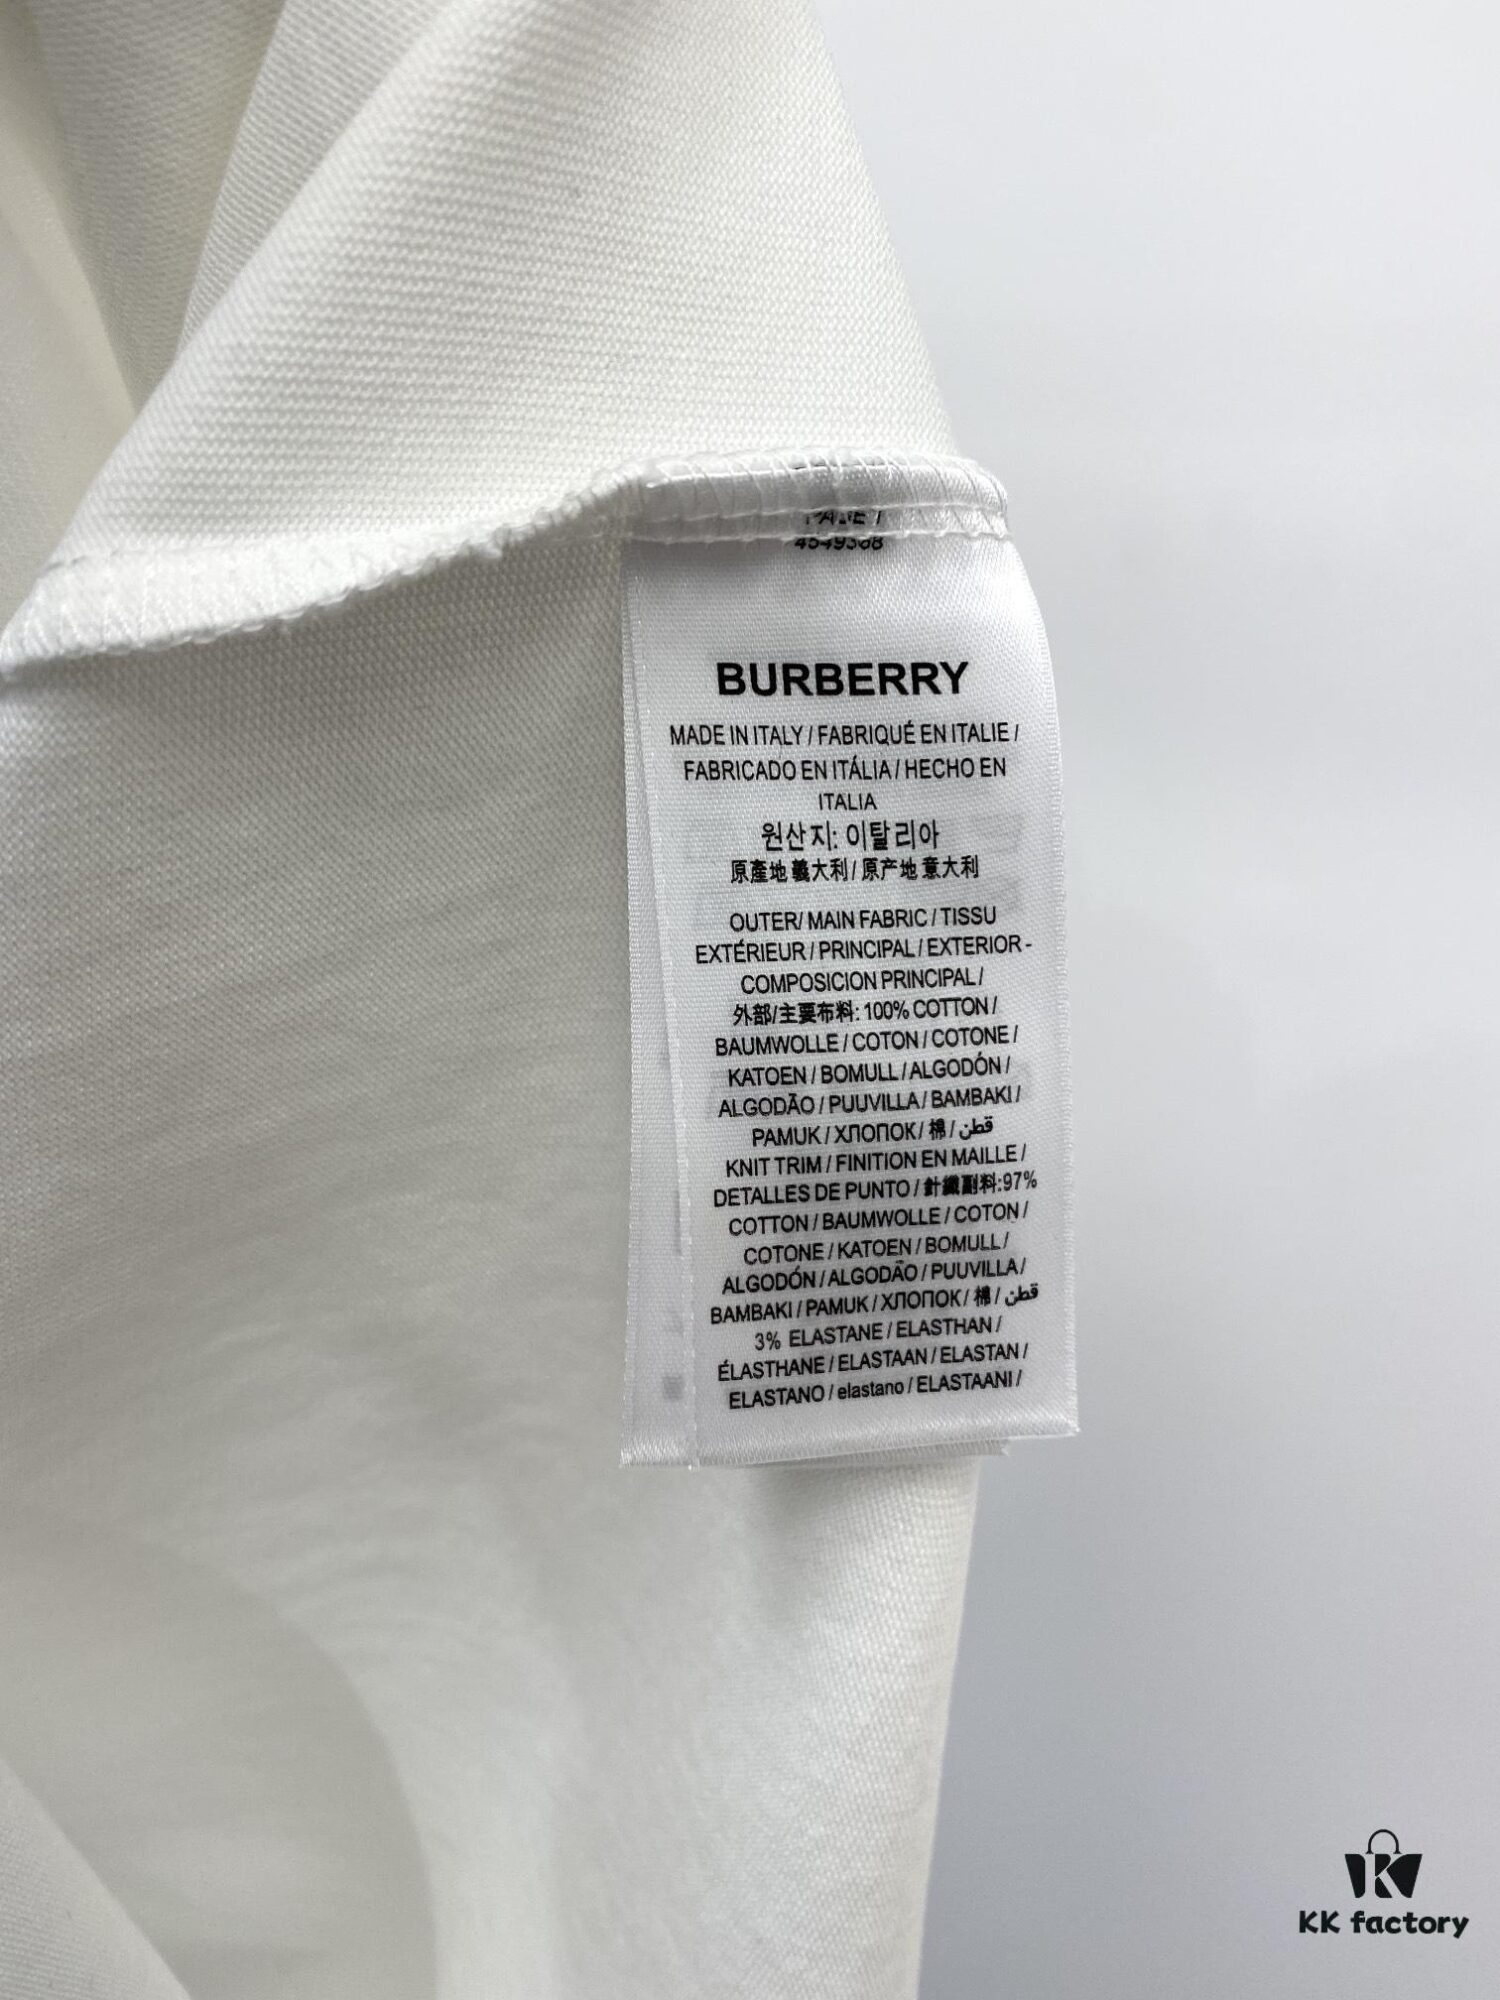 4549368
BURBERRY
MADE IN ITALY / FABRIQUÉ EN ITALIE /
FABRICADO EN ITÁLIA / HECHO EN
ITALIA
원산지: 이탈리아
原產地 義大利 / 原产地 意大利
OUTER/ MAIN FABRIC / TISSU
EXTÉRIEUR / PRINCIPAL / EXTERIOR -
COMPOSICION PRINCIPAL /
外部/主要布料: 100% COTTON /
BAUMWOLLE / COTON / COTONE /
KATOEN / BOMULL / ALGODÓN /
ALGODÃO / PUUVILLA / BAMBAKI /
PAMUK / ХЛОПОК / 棉 / قطن
KNIT TRIM / FINITION EN MAILLE /
DETALLES DE PUNTO / 針織副料:97%
COTTON / BAUMWOLLE / COTON /
COTONE / KATOEN / BOMULL /
ALGODÓN / ALGODÃO / PUUVILLA /
BAMBAKI / PAMUK / ХЛОПОК / 棉 / قطن
3% ELASTANE / ELASTHAN /
ÉLASTHANE / ELASTAAN / ELASTAN /
ELASTANO / elastano / ELASTAANI /
KK factory